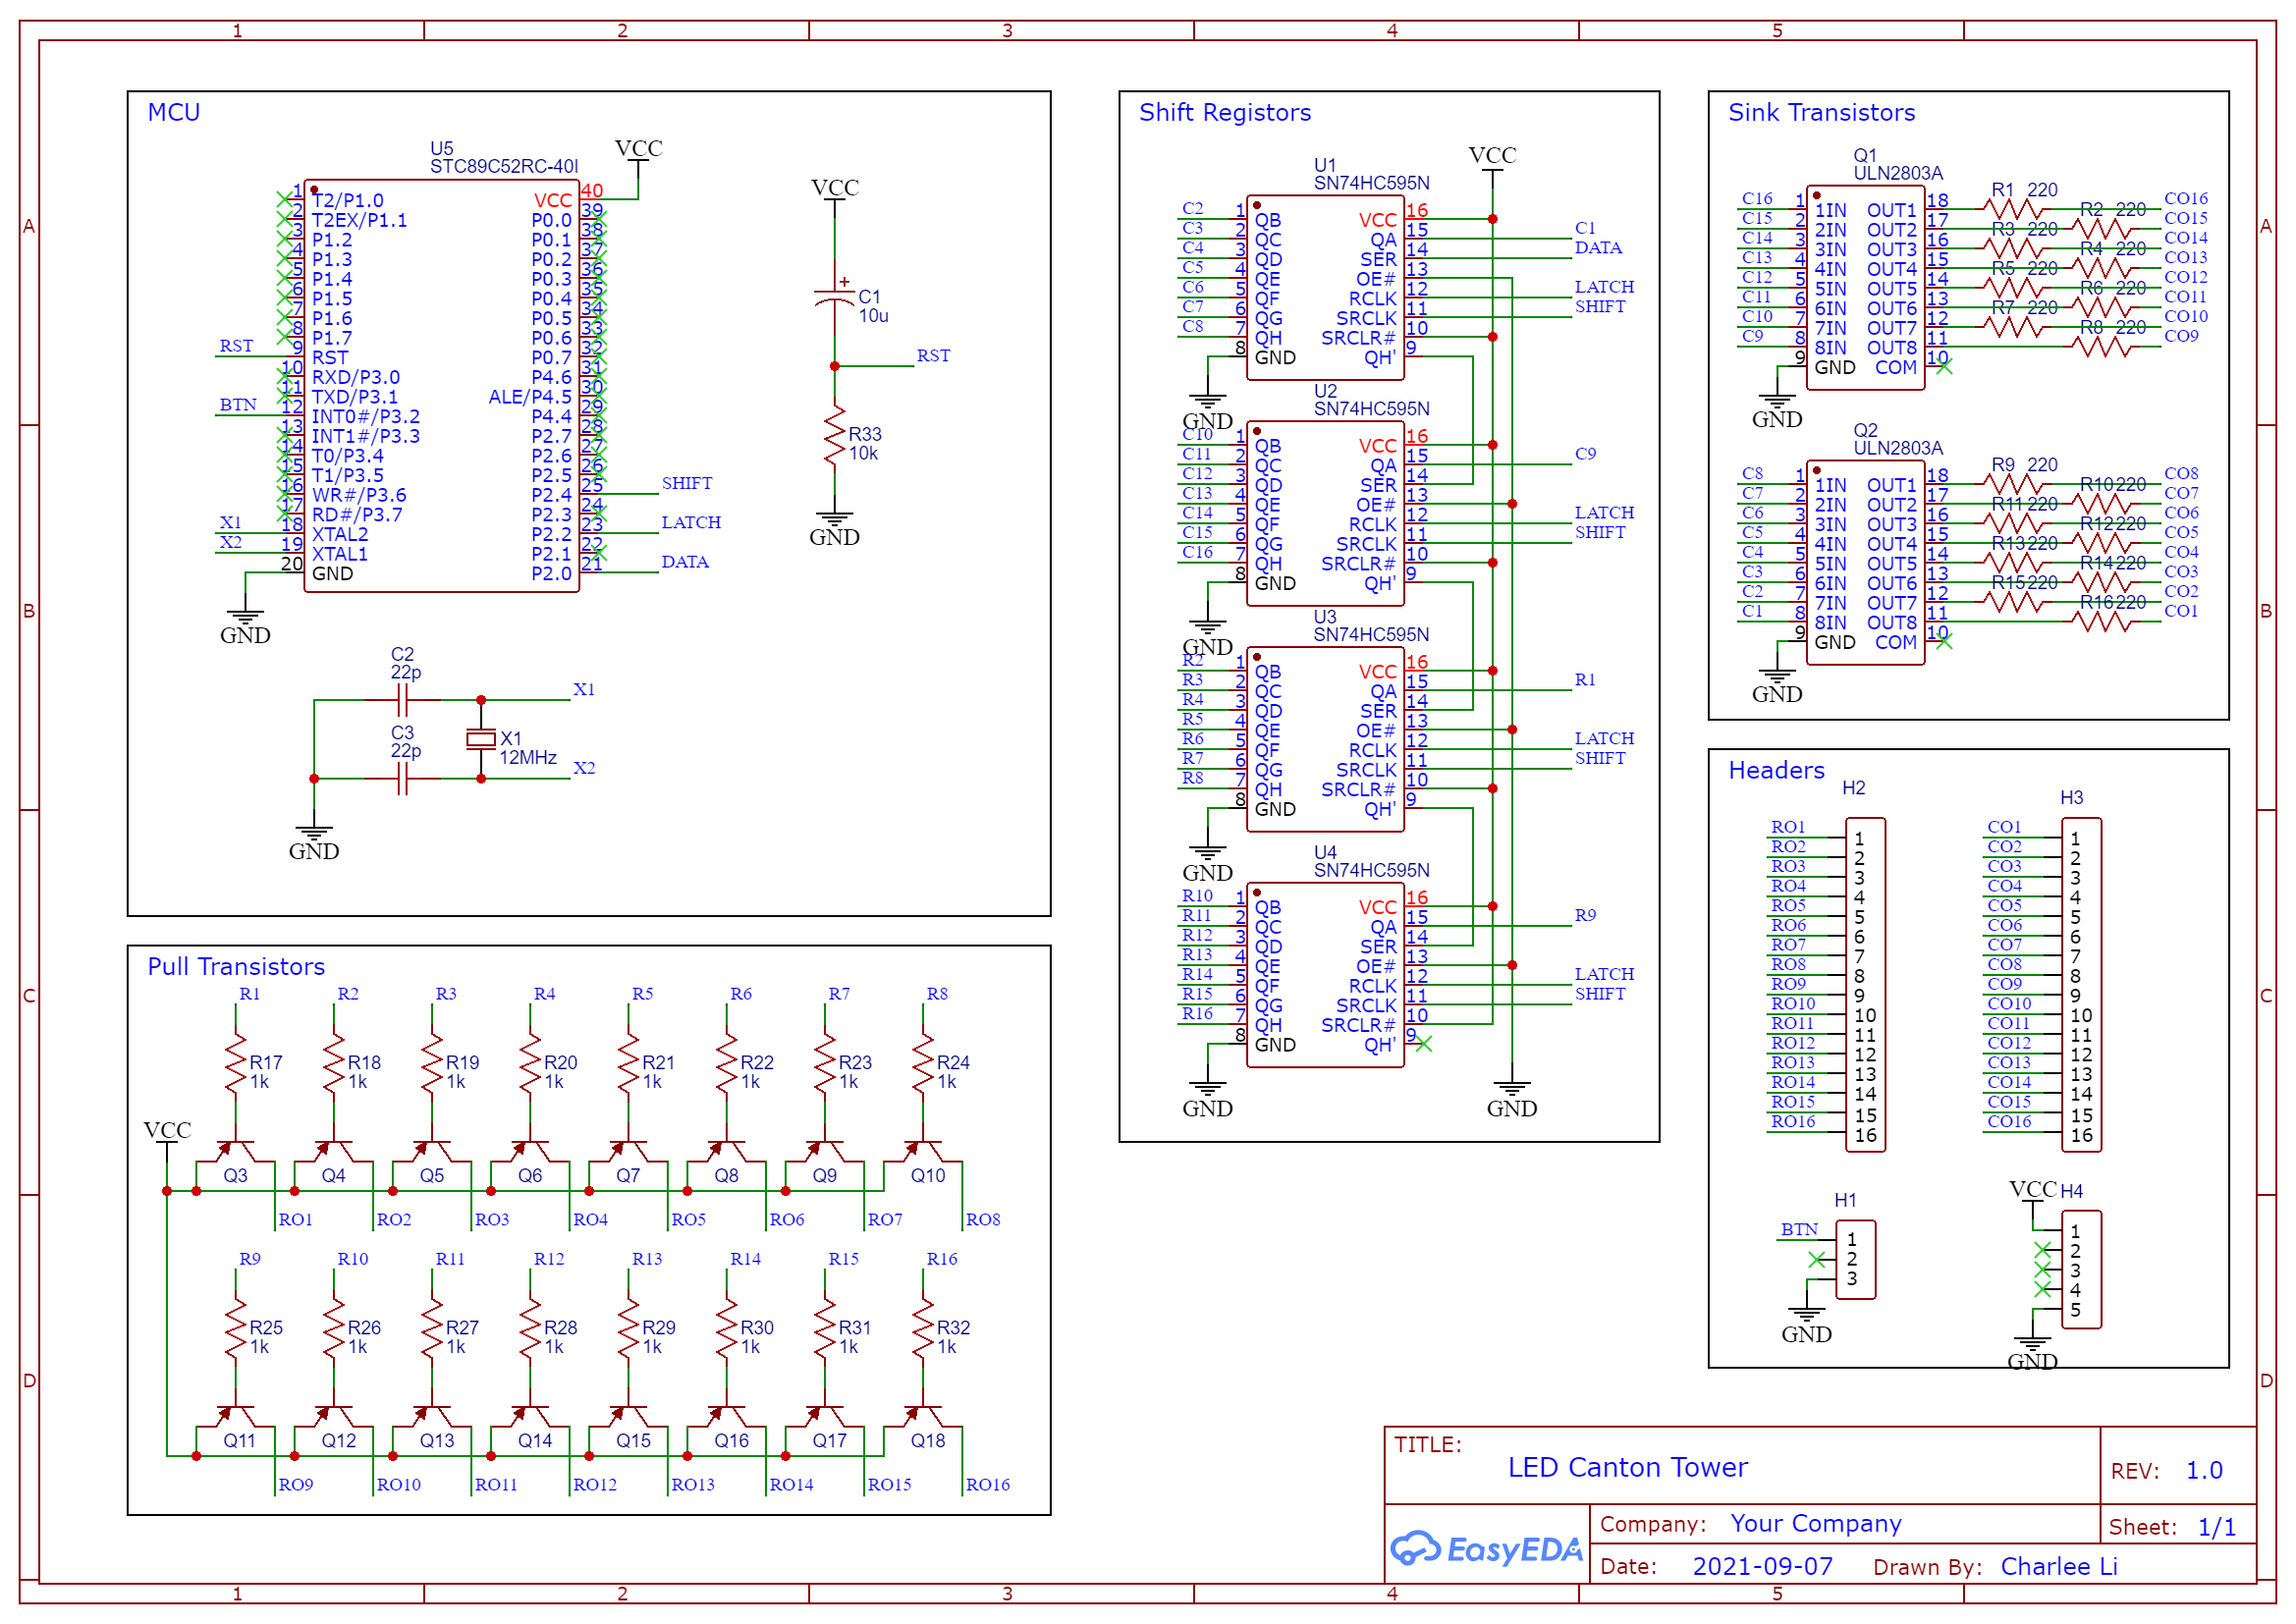 1 2 3 4 5
A
B
C
D
A
B
C
D
1 2 3 4 5
MCU
U5
STC89C52RC-40I
VCC
1 T2/P1.0
2 T2EX/P1.1
3 P1.2
4 P1.3
5 P1.4
6 P1.5
7 P1.6
8 P1.7
RST 9 RST
10 RXD/P3.0
11 TXD/P3.1
BTN 12 INT0#/P3.2
13 INT1#/P3.3
14 T0/P3.4
15 T1/P3.5
16 WR#/P3.6
17 RD#/P3.7
X1 18 XTAL2
X2 19 XTAL1
20 GND
GND
VCC 40
P0.0 39
P0.1 38
P0.2 37
P0.3 36
P0.4 35
P0.5 34
P0.6 33
P0.7 32
P4.6 31
ALE/P4.5 30
P4.4 29
P2.7 28
P2.6 27
P2.5 26
P2.4 25 SHIFT
P2.3 24
P2.2 23 LATCH
P2.1 22
P2.0 21 DATA
VCC
+
C1
10u
RST
R33
10k
GND
C2
22p
X1
C3
22p
X1
12MHz
X2
GND
Pull Transistors
R1 R2 R3 R4 R5 R6 R7 R8
R17 R18 R19 R20 R21 R22 R23 R24
1k 1k 1k 1k 1k 1k 1k 1k
VCC
Q3 Q4 Q5 Q6 Q7 Q8 Q9 Q10
RO1 RO2 RO3 RO4 RO5 RO6 RO7 RO8
R9 R10 R11 R12 R13 R14 R15 R16
R25 R26 R27 R28 R29 R30 R31 R32
1k 1k 1k 1k 1k 1k 1k 1k
Q11 Q12 Q13 Q14 Q15 Q16 Q17 Q18
RO9 RO10 RO11 RO12 RO13 RO14 RO15 RO16
Shift Registors
VCC
U1
SN74HC595N
C2 1 QB VCC 16
C3 2 QC QA 15 C1
C4 3 QD SER 14 DATA
C5 4 QE OE# 13
C6 5 QF RCLK 12 LATCH
C7 6 QG SRCLK 11 SHIFT
C8 7 QH SRCLR# 10
8 GND QH' 9
GND
U2
SN74HC595N
C10 1 QB VCC 16
C11 2 QC QA 15 C9
C12 3 QD SER 14
C13 4 QE OE# 13
C14 5 QF RCLK 12 LATCH
C15 6 QG SRCLK 11 SHIFT
C16 7 QH SRCLR# 10
8 GND QH' 9
GND
U3
SN74HC595N
R2 1 QB VCC 16
R3 2 QC QA 15 R1
R4 3 QD SER 14
R5 4 QE OE# 13
R6 5 QF RCLK 12 LATCH
R7 6 QG SRCLK 11 SHIFT
R8 7 QH SRCLR# 10
8 GND QH' 9
GND
U4
SN74HC595N
R10 1 QB VCC 16
R11 2 QC QA 15 R9
R12 3 QD SER 14
R13 4 QE OE# 13
R14 5 QF RCLK 12 LATCH
R15 6 QG SRCLK 11 SHIFT
R16 7 QH SRCLR# 10
8 GND QH' 9
GND GND
Sink Transistors
Q1
ULN2803A
C16 1 1IN OUT1 18 R1 220 CO16
C15 2 2IN OUT2 17 R2 220 CO15
C14 3 3IN OUT3 16 R3 220 CO14
C13 4 4IN OUT4 15 R4 220 CO13
C12 5 5IN OUT5 14 R5 220 CO12
C11 6 6IN OUT6 13 R6 220 CO11
C10 7 7IN OUT7 12 R7 220 CO10
C9 8 8IN OUT8 11 R8 220 CO9
9 GND COM 10
GND
Q2
ULN2803A
C8 1 1IN OUT1 18 R9 220 CO8
C7 2 2IN OUT2 17 R10 220 CO7
C6 3 3IN OUT3 16 R11 220 CO6
C5 4 4IN OUT4 15 R12 220 CO5
C4 5 5IN OUT5 14 R13 220 CO4
C3 6 6IN OUT6 13 R14 220 CO3
C2 7 7IN OUT7 12 R15 220 CO2
C1 8 8IN OUT8 11 R16 220 CO1
9 GND COM 10
GND
Headers
H2 H3
RO1 1 CO1 1
RO2 2 CO2 2
RO3 3 CO3 3
RO4 4 CO4 4
RO5 5 CO5 5
RO6 6 CO6 6
RO7 7 CO7 7
RO8 8 CO8 8
RO9 9 CO9 9
RO10 10 CO10 10
RO11 11 CO11 11
RO12 12 CO12 12
RO13 13 CO13 13
RO14 14 CO14 14
RO15 15 CO15 15
RO16 16 CO16 16
H1
BTN 1
2
3
GND
VCC H4
1
2
3
4
5
GND
TITLE:
LED Canton Tower
REV: 1.0
EasyEDA
Company: Your Company
Sheet: 1/1
Date: 2021-09-07 Drawn By: Charlee Li